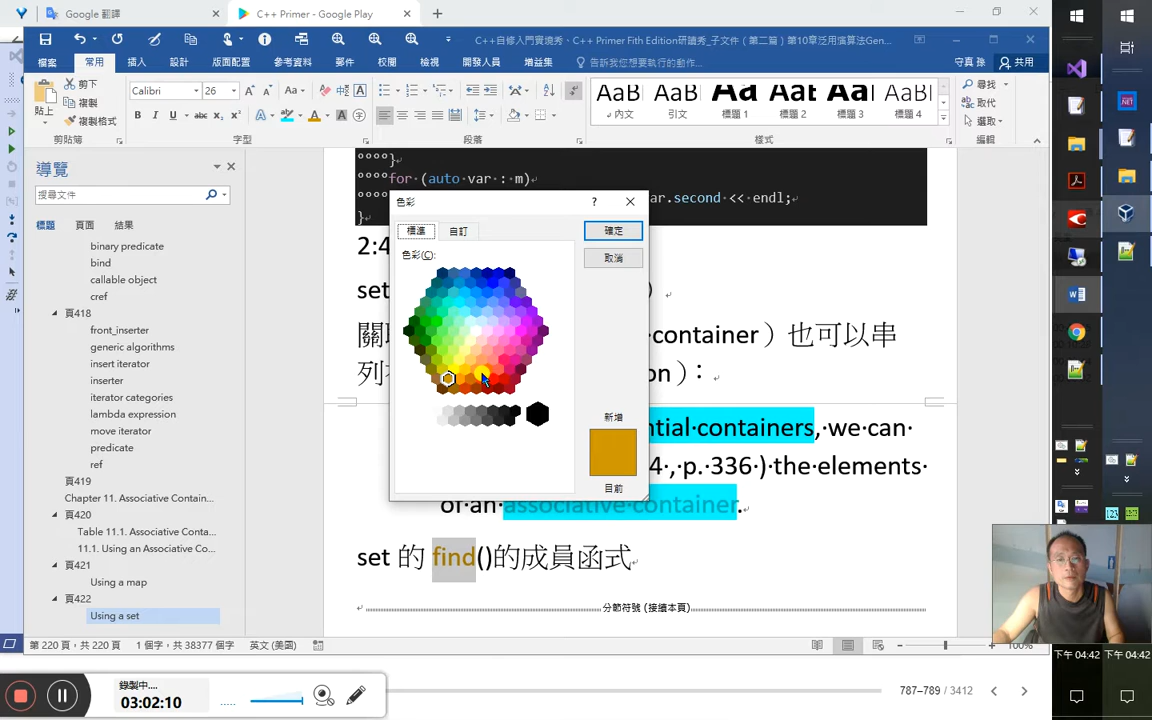 Google 翻譯
C++ Primer - Google Play
C++自修入門實境秀、C++ Primer Fith Edition研讀秀_子文件（第二篇）第10章泛用演算法Gen...
檔案
常用
插入
設計
版面配置
參考資料
郵件
校閱
檢視
開發人員
增益集
告訴我您想要執行的動作...
守真 孫
共用
貼上
剪下
複製
複製格式
剪貼簿
Calibri
26
字型
段落
AaBb
內文
AaBb
引文
AaB
標題 1
AaBb
標題 2
AaBb
標題 3
AaBb
標題 4
樣式
尋找
取代
選取
編輯
導覽
搜尋文件
標題
頁面
結果
binary predicate
bind
callable object
cref
頁418
front_inserter
generic algorithms
insert iterator
inserter
iterator categories
lambda expression
move iterator
predicate
ref
頁419
Chapter 11. Associative Contain...
頁420
Table 11.1. Associative Conta...
11.1. Using an Associative Co...
頁421
Using a map
頁422
Using a set
}
for (auto var : m)
ar.second << endl;
}
2:4
set
）
container）也可以串
列
on）：
ntial containers, we can
4 , p. 336 ) the elements
of an associative container.
set 的 find()的成員函式
分節符號 (接續本頁)
色彩
標準
自訂
色彩(C):
確定
取消
新增
目前
第 220 頁，共 220 頁
1 個字，共 38377 個字
英文 (美國)
100%
錄製中....
03:02:10
787–789 / 3412
下午 04:42
下午 04:42